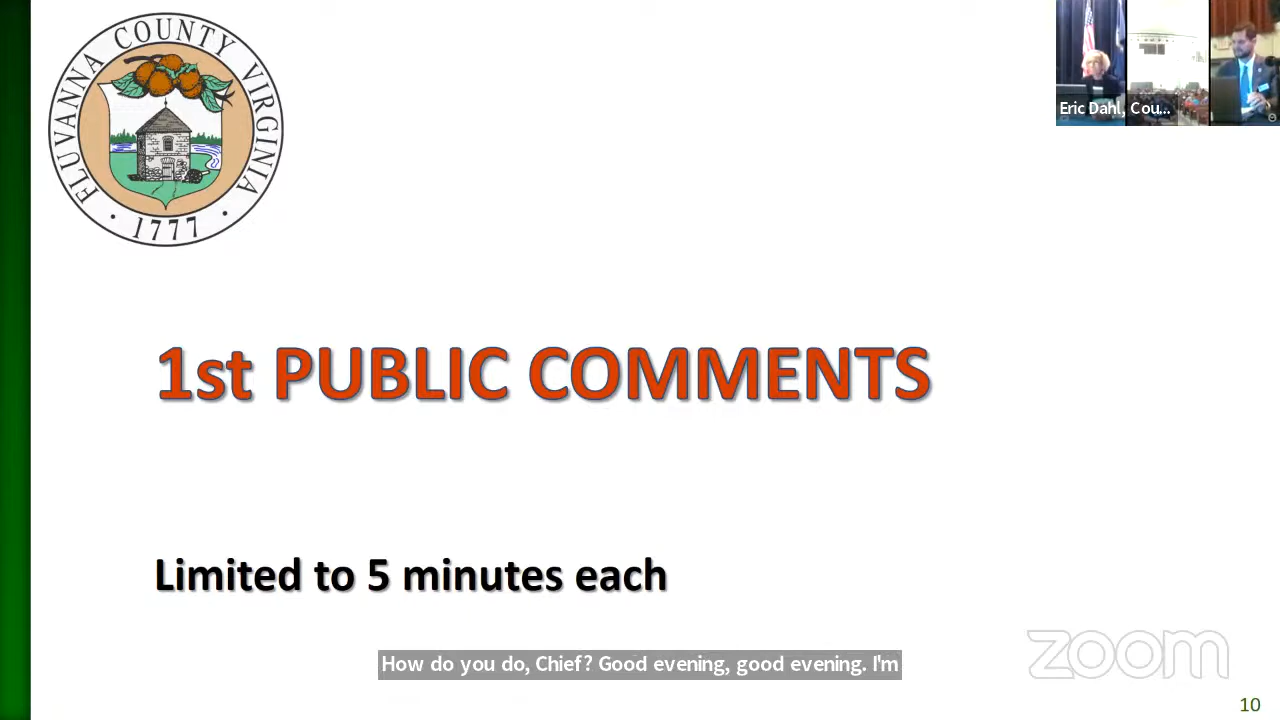 FLUVANNA COUNTY VIRGINIA
· 1777 ·
Eric Dahl, Cou...
1st PUBLIC COMMENTS
Limited to 5 minutes each
How do you do, Chief? Good evening, good evening. I'm
zoom
10